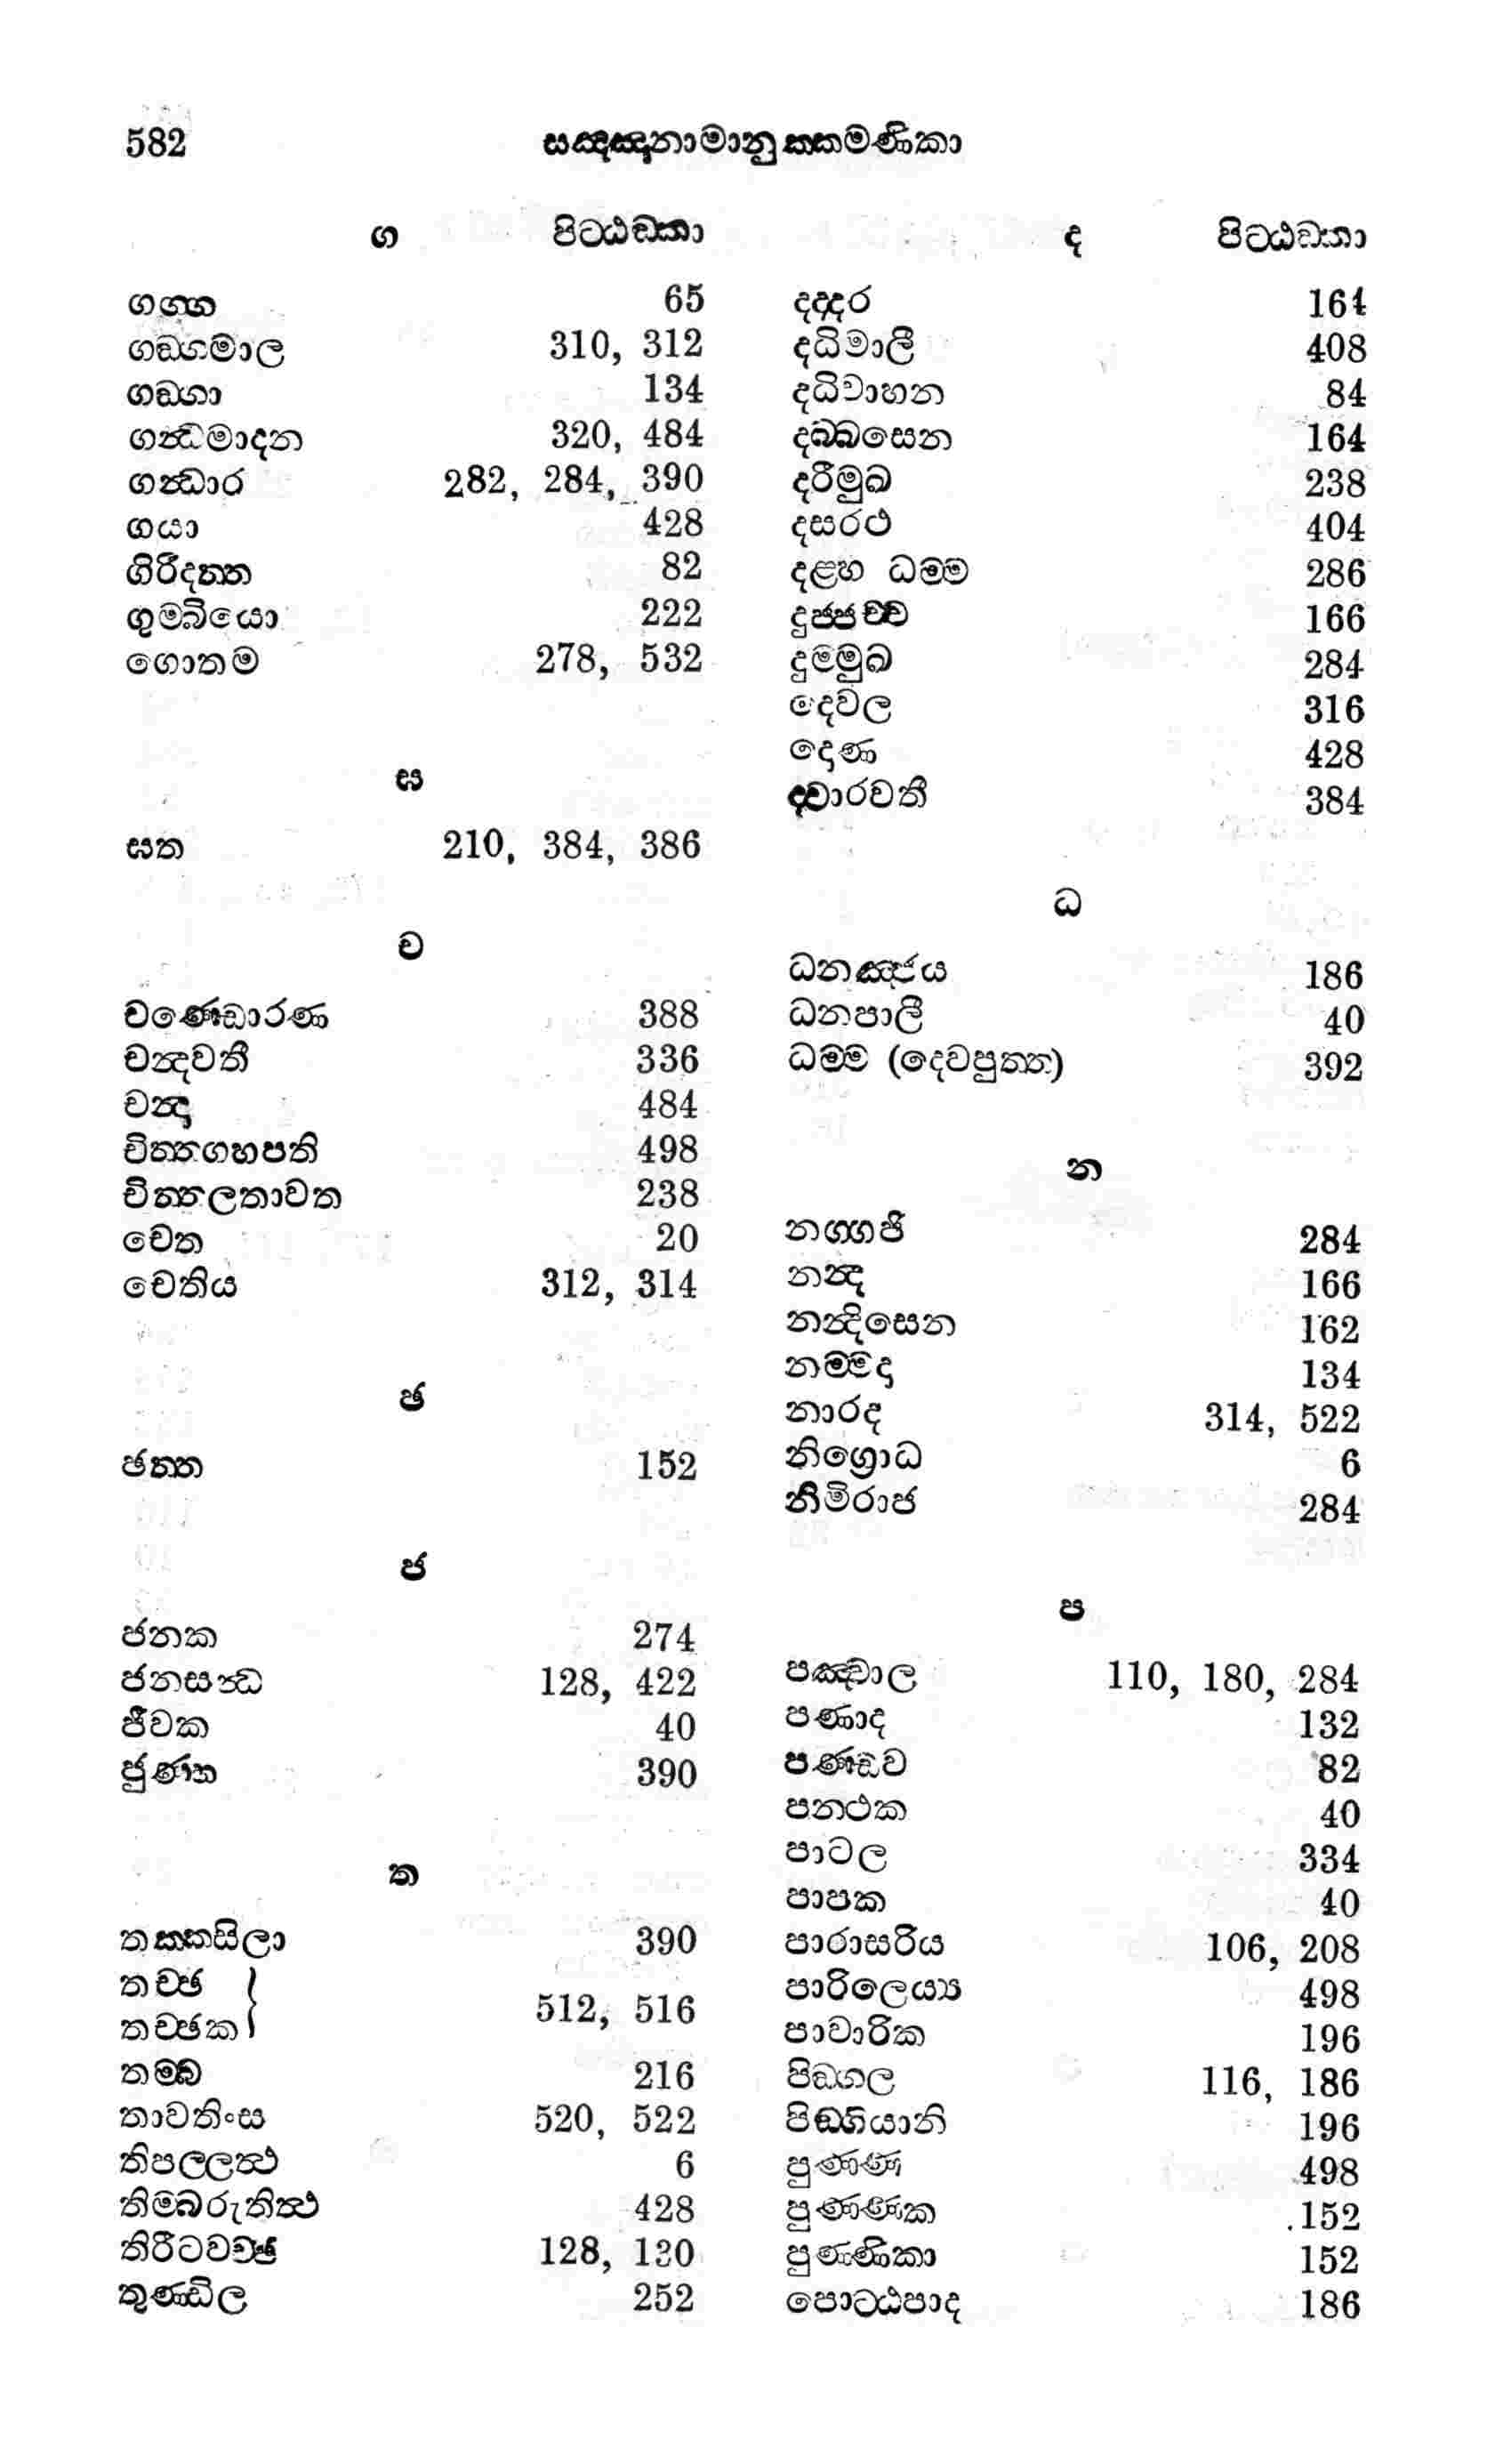 582 සඤ්ඤනාමානුක්කමණිකා
ග පිට්ඨඞ්කා
ගග්ග 65
ගඞ්ගමාල 310, 312
ගඞ්ගා 134
ගන්ධමාදන 320, 484
ගන්ධාර 282, 284, 390
ගයා 428
ගිරිදත්ත 82
ගුම්බියො 222
ගොතම 278, 532
ඝ
ඝත 210, 384, 386
ච
චණ්ඩොරණ 388
චන්දවතී 336
චන්දා 484
චිත්තගහපති 498
චිත්තලතාවන 238
චෙත 20
චෙතිය 312, 314
ඡ
ඡත්ත 152
ජ
ජනක 274
ජනසන්ධ 128, 422
ජීවක 40
ජුණ්හ 390
ත
තක්කසිලා 390
තච්ඡ }
තච්ඡක } 512, 516
තම්බ 216
තාවතිංස 520, 522
තිපල්ලත්ථ 6
තිම්බරුතිත්ථ 428
තිරීටවච්ඡ 128, 130
තුණ්ඩිල 252
ද පිට්ඨඞ්කා
දද්දර 164
දධිමාලී 408
දධිවාහන 84
දබ්බසෙන 164
දරීමුඛ 238
දසරථ 404
දළහ ධම්ම 286
දුජ්ජච්ච 166
දුම්මුඛ 284
දෙවල 316
දොණ 428
ද්වාරවතී 384
ධ
ධනඤ්ජය 186
ධනපාලී 40
ධම්ම (දෙවපුත්ත) 392
න
නග්ගජි 284
නන්ද 166
නන්දිසෙන 162
නම්මදා 134
නාරද 314, 522
නිග්‍රොධ 6
නිමිරාජ 284
ප
පඤ්චාල 110, 180, 284
පණාද 132
පණ්ඩව 82
පන්ථක 40
පාටල 334
පාපක 40
පාරාසරිය 106, 208
පාරිලෙය්‍ය 498
පාවාරික 196
පිඞ්ගල 116, 186
පිඞ්ගියානි 196
පුණ්ණ 498
පුණ්ණක 152
පුණ්ණිකා 152
පොට්ඨපාද 186